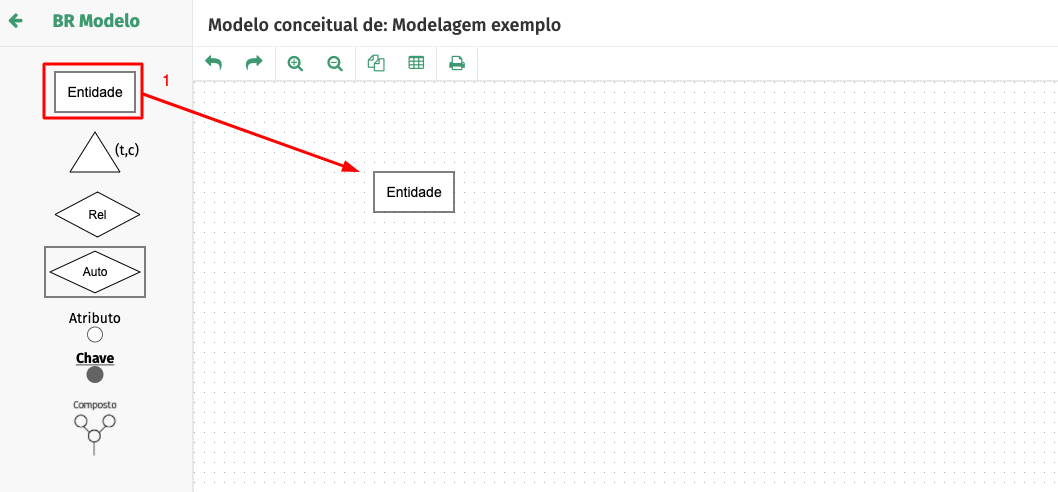 BR Modelo
Modelo conceitual de: Modelagem exemplo
Entidade
1
(t,c)
Entidade
Rel
Auto
Atributo
Chave
Composto